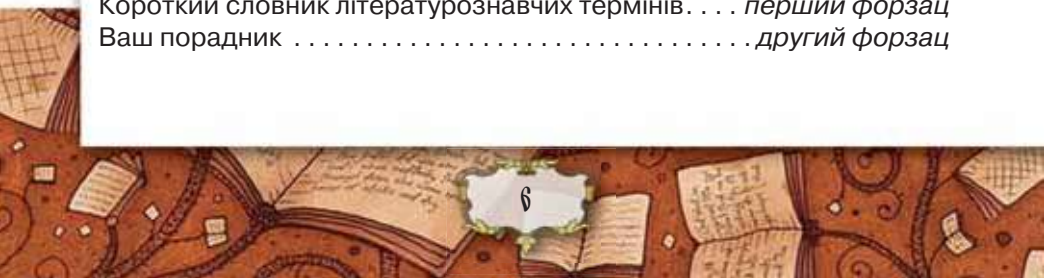 Короткий словник літературознавчих термінів. . . . перший форзац
Ваш порадник . . . . . . . . . . . . . . . . . . . . . . . . . . . . . . . . . другий форзац
6